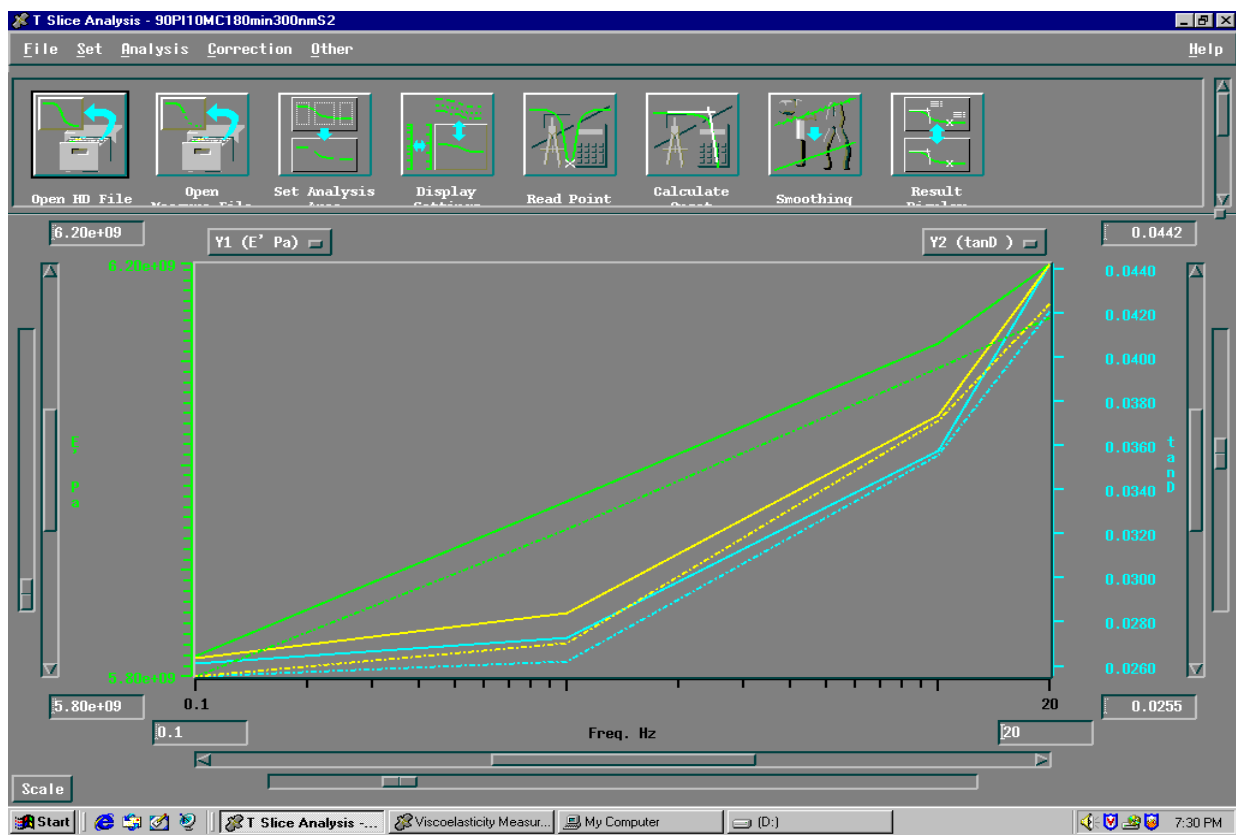 T Slice Analysis - 90PI10MC180min300nmS2
File Set Analysis Correction Other Help
Open HD File
Open
Set Analysis
Display
Read Point
Calculate
Smoothing
Result
6.20e+09
Y1 (E' Pa)
Y2 (tanD )
0.0442
6.20e+09
0.0440
0.0420
0.0400
0.0380
0.0360
0.0340
0.0320
0.0300
0.0280
0.0260
E' Pa
tanD
5.80e+09
5.80e+09
0.1
20
0.0255
0.1
Freq. Hz
20
Scale
Start
T Slice Analysis -...
Viscoelasticity Measur...
My Computer
(D:)
7:30 PM